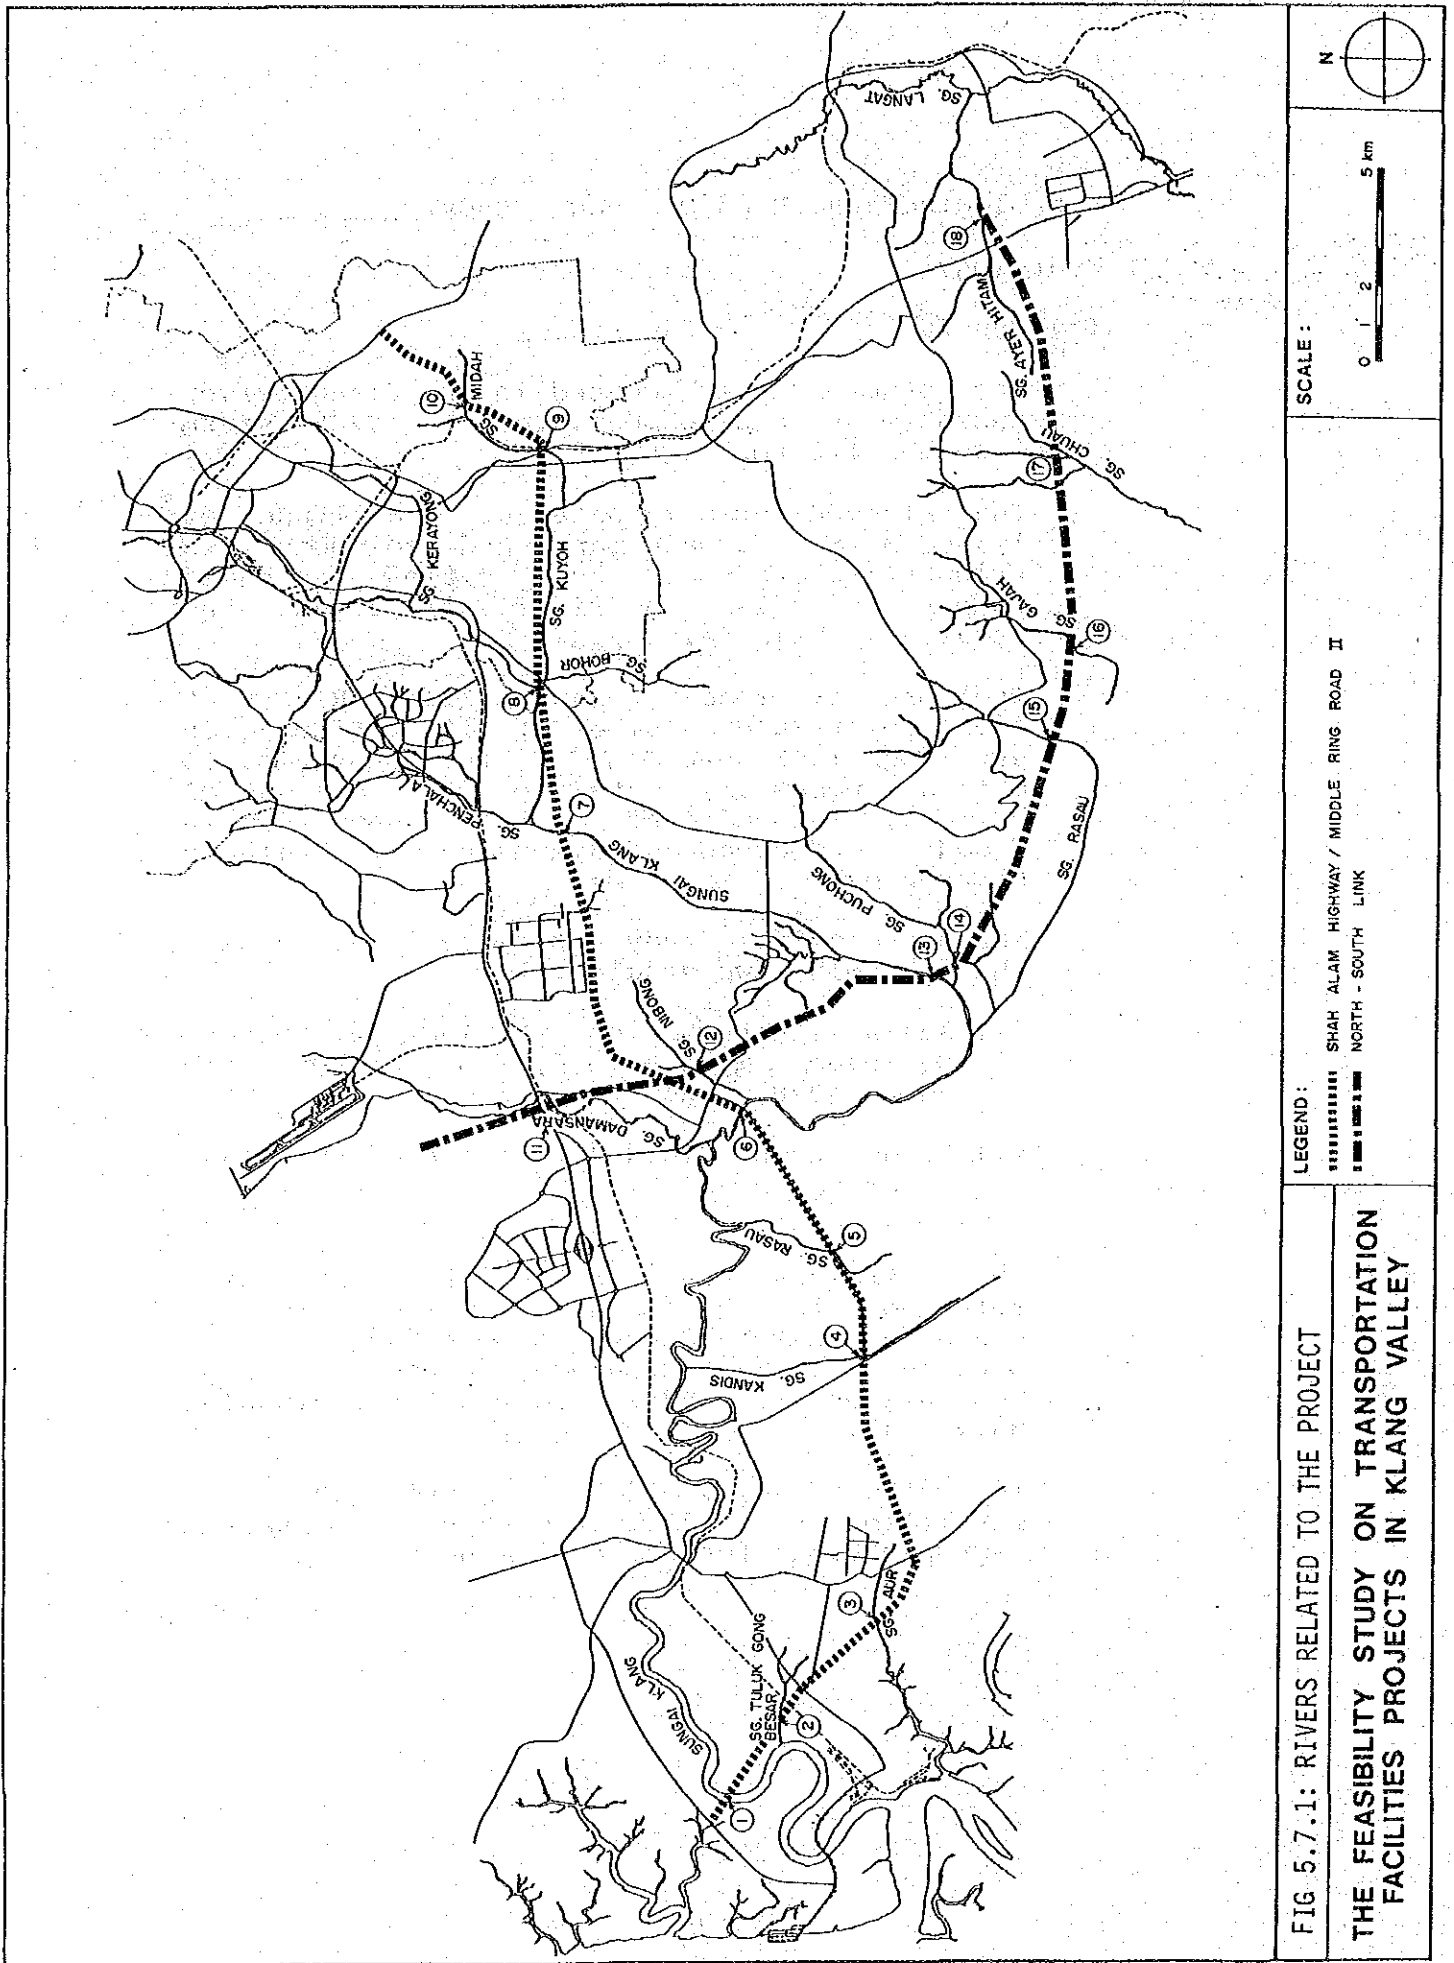 SG. LANGAT
MIDAH
SG.
10
9
SG. KERAYONG
SG. KUYOH
SG. BOHOR
8
SG. PENCHALA
7
SUNGAI KLANG
SG. PUCHONG
13
14
SG. RASAU
15
16
SG. GAJAH
17
SG. CHUAU
SG. AYER HITAM
18
SG. NIBONG
12
SG. DAMANSARA
11
6
SG. RASAU
5
4
SG. KANDIS
SG. AUR
3
SG. TULUK GONG
BESAR
2
SUNGAI KLANG
1
FIG 5.7.1: RIVERS RELATED TO THE PROJECT
THE FEASIBILITY STUDY ON TRANSPORTATION
FACILITIES PROJECTS IN KLANG VALLEY
LEGEND:
SHAH ALAM HIGHWAY / MIDDLE RING ROAD II
NORTH - SOUTH LINK
SCALE:
0 1 2 5 km
N